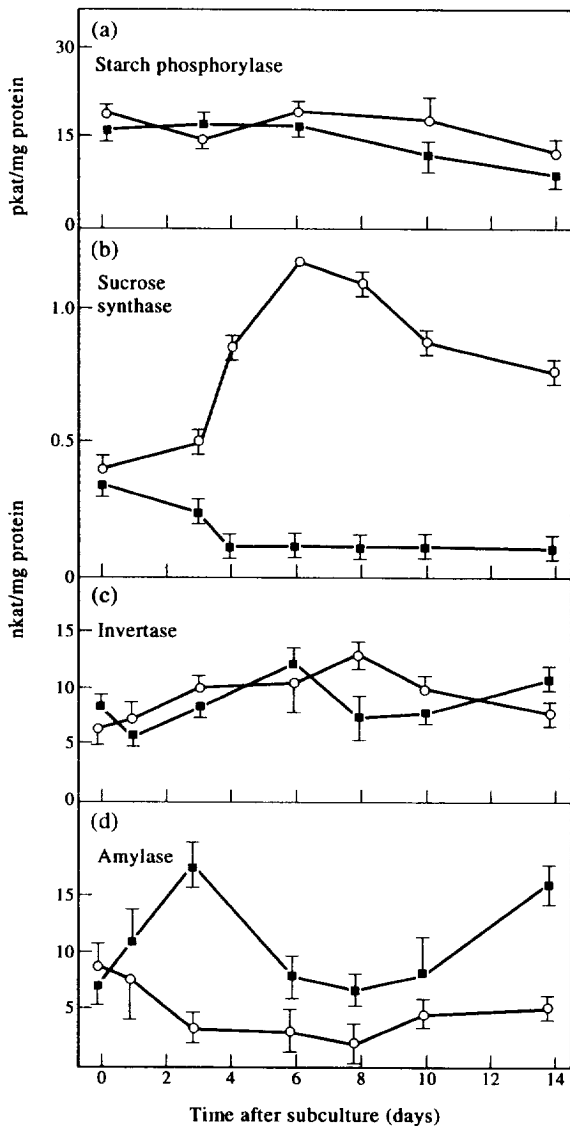 (a)
30
Starch phosphorylase
15
0
pkat/mg protein
(b)
Sucrose
synthase
1.0
0.5
0
nkat/mg protein
(c)
15
Invertase
10
5
0
(d)
Amylase
15
10
5
0 2 4 6 8 10 12 14
Time after subculture (days)